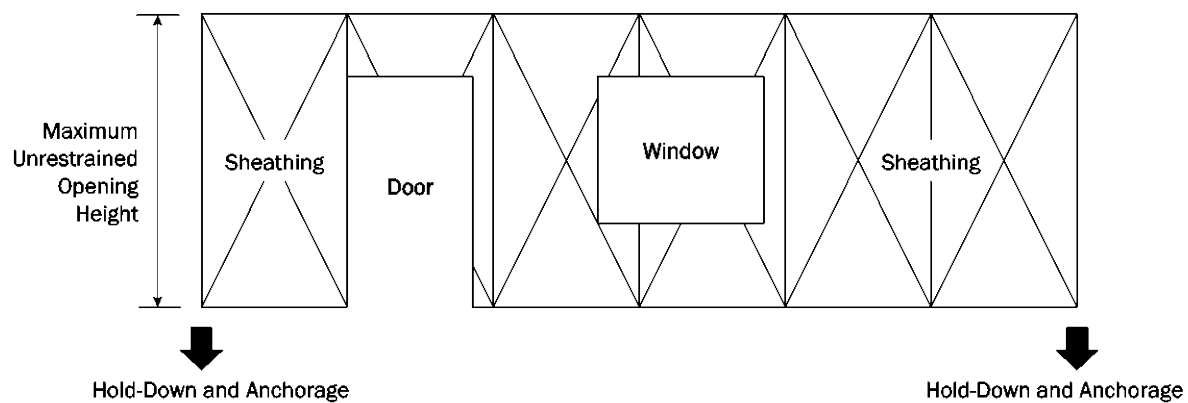 Maximum
Unrestrained
Opening
Height
Sheathing
Door
Window
Sheathing
Hold-Down and Anchorage
Hold-Down and Anchorage